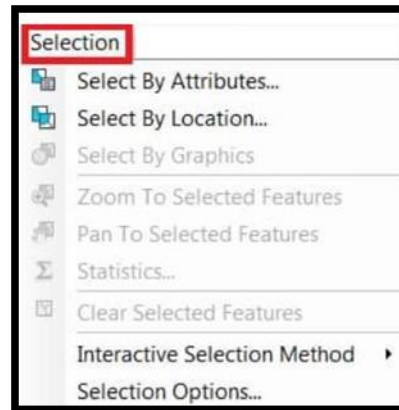 Selection
Select By Attributes...
Select By Location...
Select By Graphics
Zoom To Selected Features
Pan To Selected Features
Σ Statistics...
Clear Selected Features
Interactive Selection Method
Selection Options...